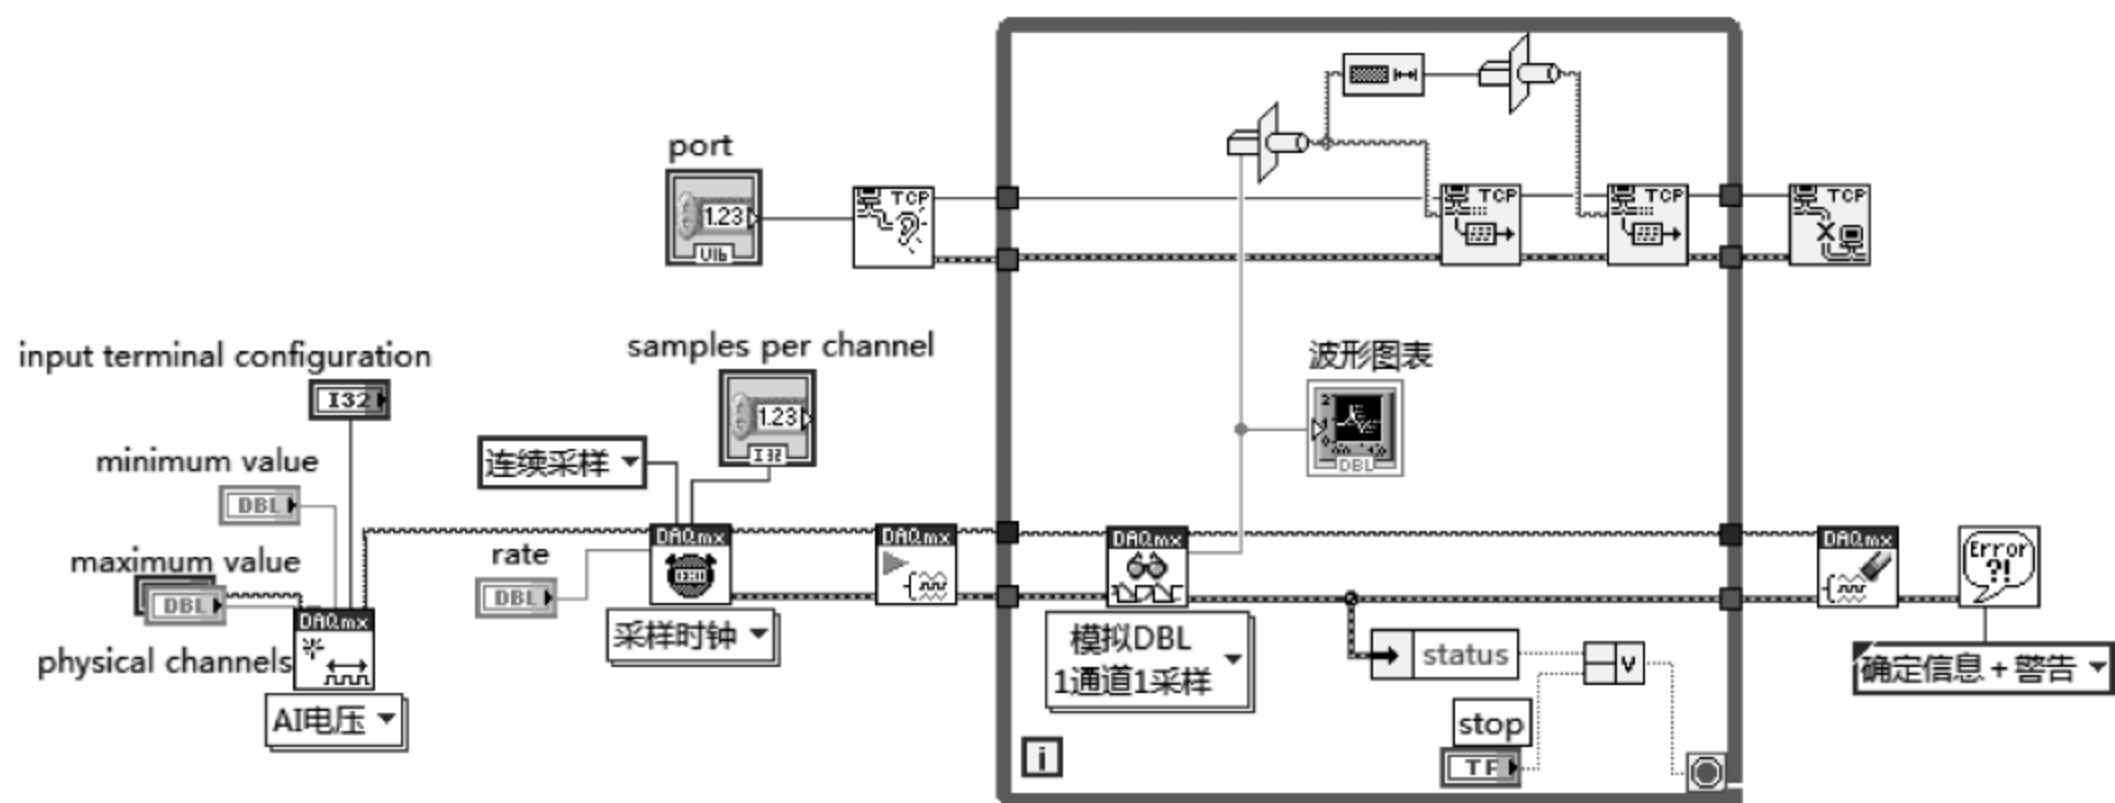 port
1.23
U16
TCP
TCP
TCP
TCP
input terminal configuration
I32
samples per channel
1.23
I32
波形图表
DBL
minimum value
DBL
连续采样
maximum value
DBL
rate
DBL
DAQmx
DAQmx
DAQmx
DAQmx
Error
?!
physical channels
DAQmx
采样时钟
模拟DBL
1通道1采样
status
V
确定信息 + 警告
AI电压
stop
TF
i